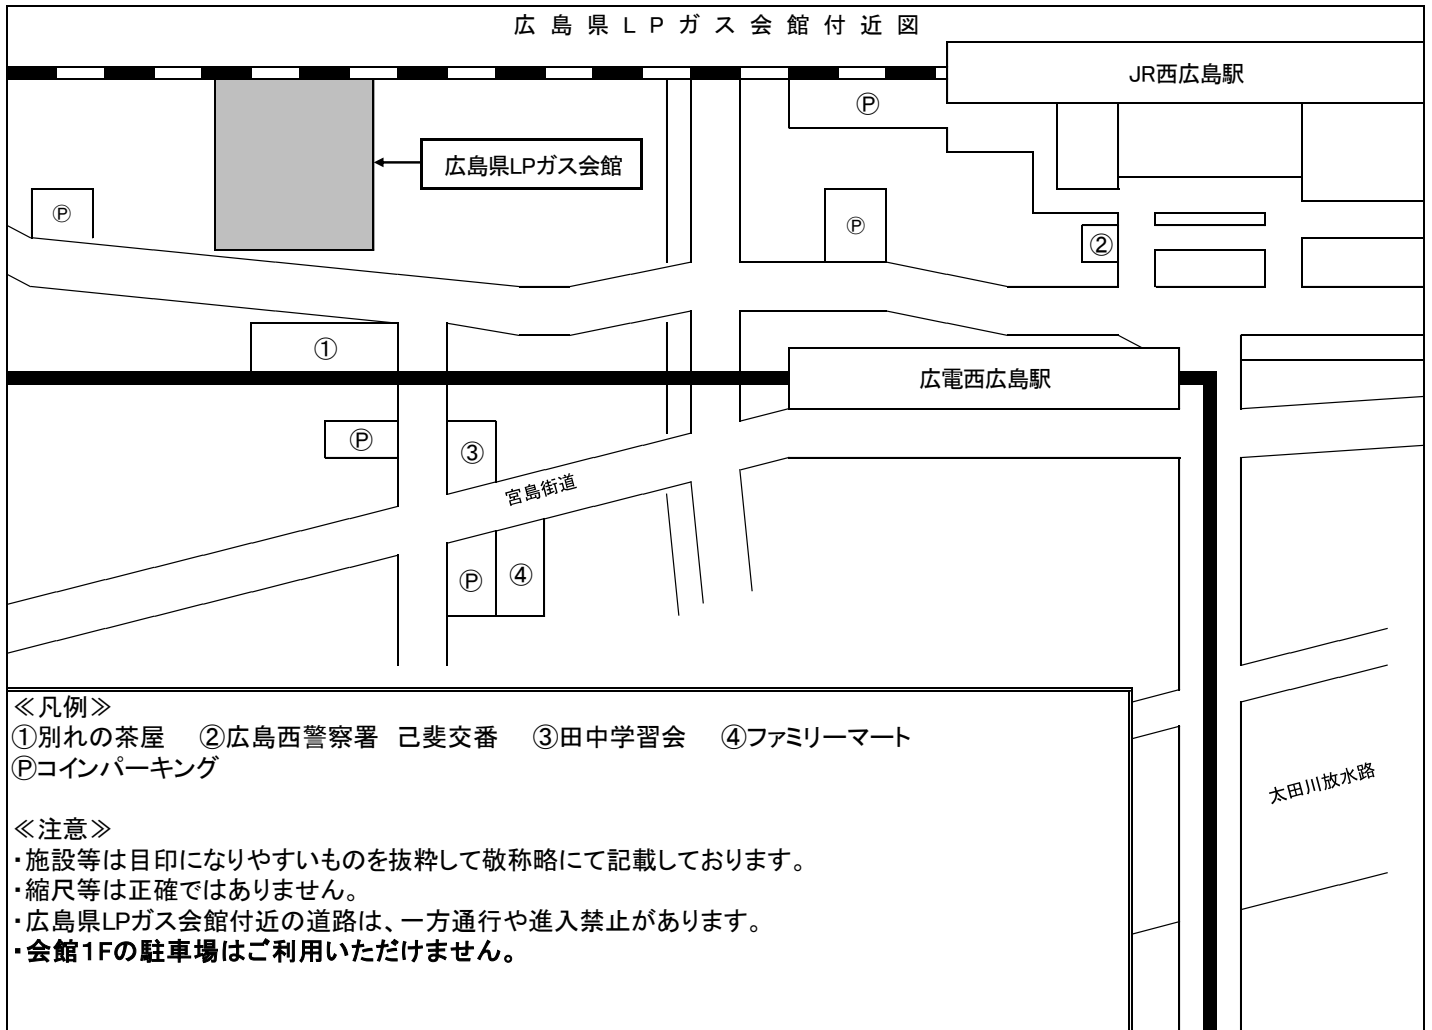 広島県LPガス会館付近図
JR西広島駅
Ⓟ
広島県LPガス会館
Ⓟ
Ⓟ
②
①
広電西広島駅
Ⓟ
③
宮島街道
Ⓟ
④
≪凡例≫
①別れの茶屋 ②広島西警察署 己斐交番 ③田中学習会 ④ファミリーマート
Ⓟコインパーキング
太田川放水路
≪注意≫
・施設等は目印になりやすいものを抜粋して敬称略にて記載しております。
・縮尺等は正確ではありません。
・広島県LPガス会館付近の道路は、一方通行や進入禁止があります。
・会館1Fの駐車場はご利用いただけません。